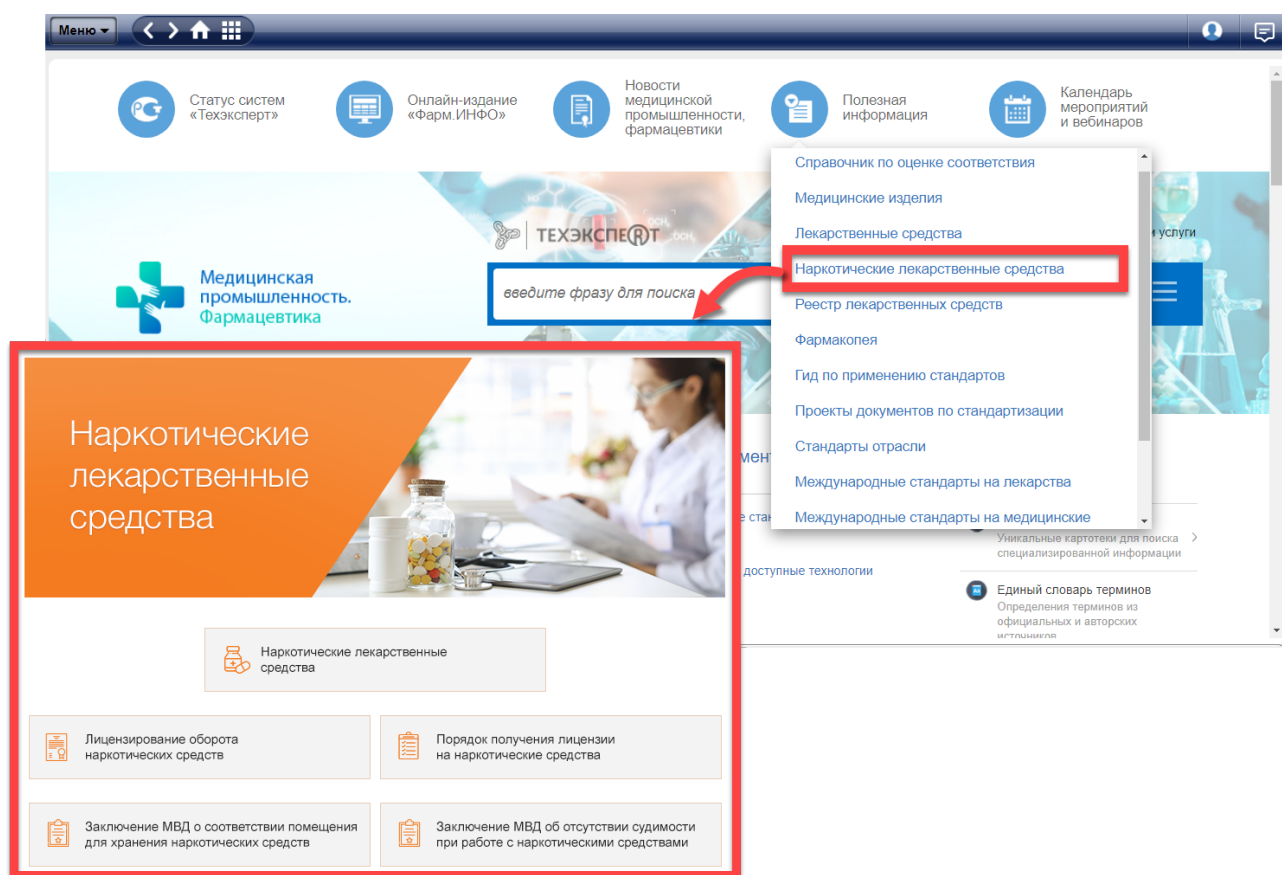 Меню
Статус систем
«Техэксперт»
Онлайн-издание
«Фарм.ИНФО»
Новости
медицинской
промышленности,
фармацевтики
Полезная
информация
Календарь
мероприятий
и вебинаров
Справочник по оценке соответствия
Медицинские изделия
Лекарственные средства
Наркотические лекарственные средства
Реестр лекарственных средств
Фармакопея
Гид по применению стандартов
Проекты документов по стандартизации
Стандарты отрасли
Международные стандарты на лекарства
Международные стандарты на медицинские
ТЕХЭКСПЕRТ
услуги
Медицинская
промышленность.
Фармацевтика
введите фразу для поиска
доступные технологии
Уникальные картотеки для поиска
специализированной информации
Единый словарь терминов
Определения терминов из
официальных и авторских
источников
Наркотические
лекарственные
средства
Наркотические лекарственные
средства
Лицензирование оборота
наркотических средств
Порядок получения лицензии
на наркотические средства
Заключение МВД о соответствии помещения
для хранения наркотических средств
Заключение МВД об отсутствии судимости
при работе с наркотическими средствами